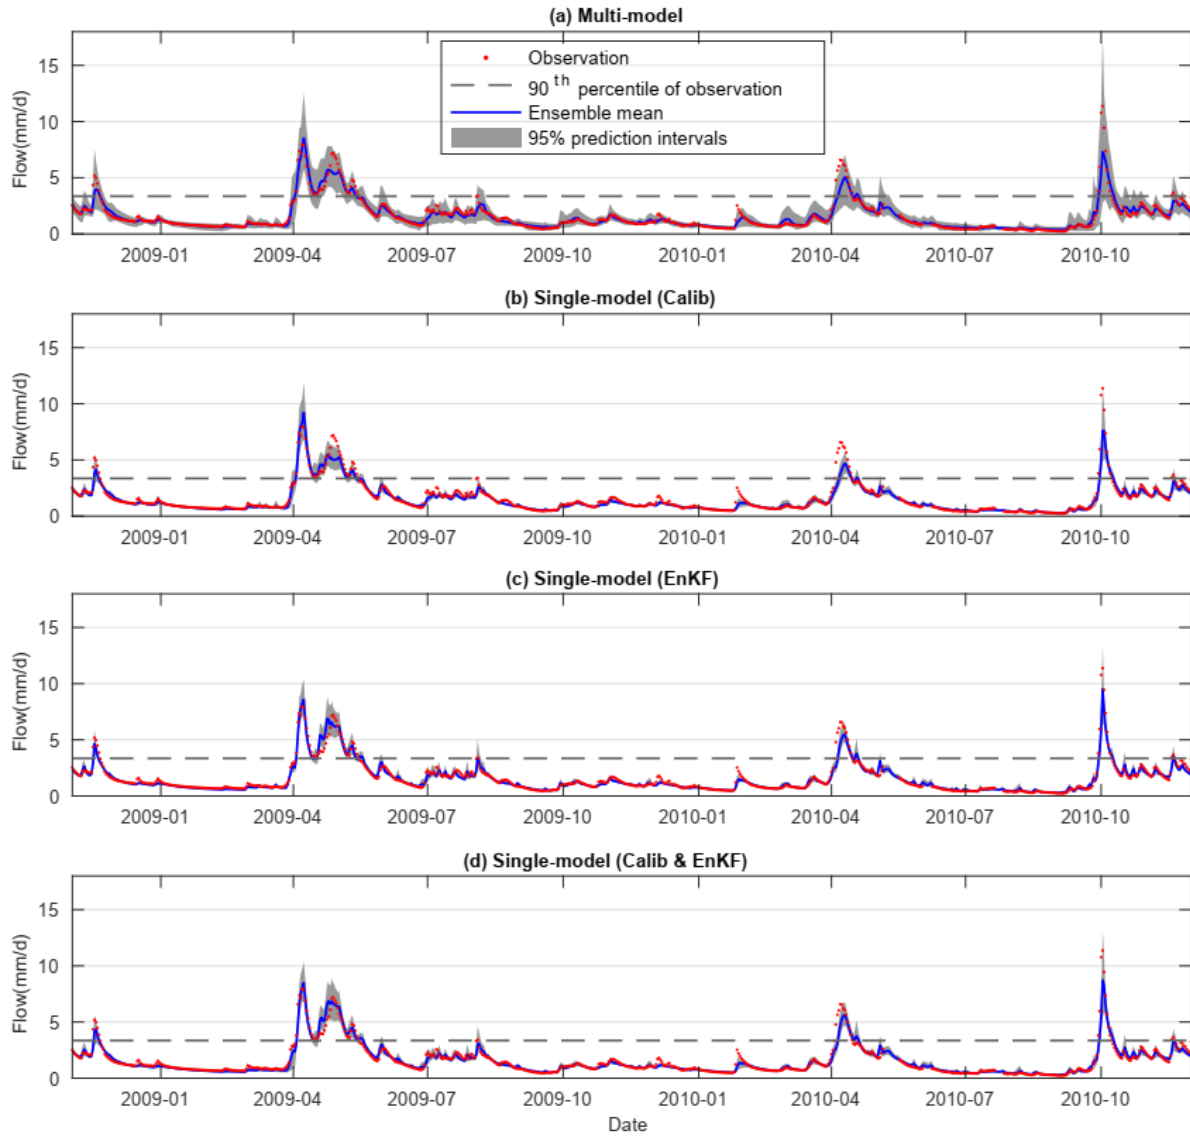 (a) Multi-model
Observation
90 th percentile of observation
Ensemble mean
95% prediction intervals
Flow(mm/d)
15
10
5
0
2009-01 2009-04 2009-07 2009-10 2010-01 2010-04 2010-07 2010-10
(b) Single-model (Calib)
Flow(mm/d)
15
10
5
0
2009-01 2009-04 2009-07 2009-10 2010-01 2010-04 2010-07 2010-10
(c) Single-model (EnKF)
Flow(mm/d)
15
10
5
0
2009-01 2009-04 2009-07 2009-10 2010-01 2010-04 2010-07 2010-10
(d) Single-model (Calib & EnKF)
Flow(mm/d)
15
10
5
0
2009-01 2009-04 2009-07 2009-10 2010-01 2010-04 2010-07 2010-10
Date